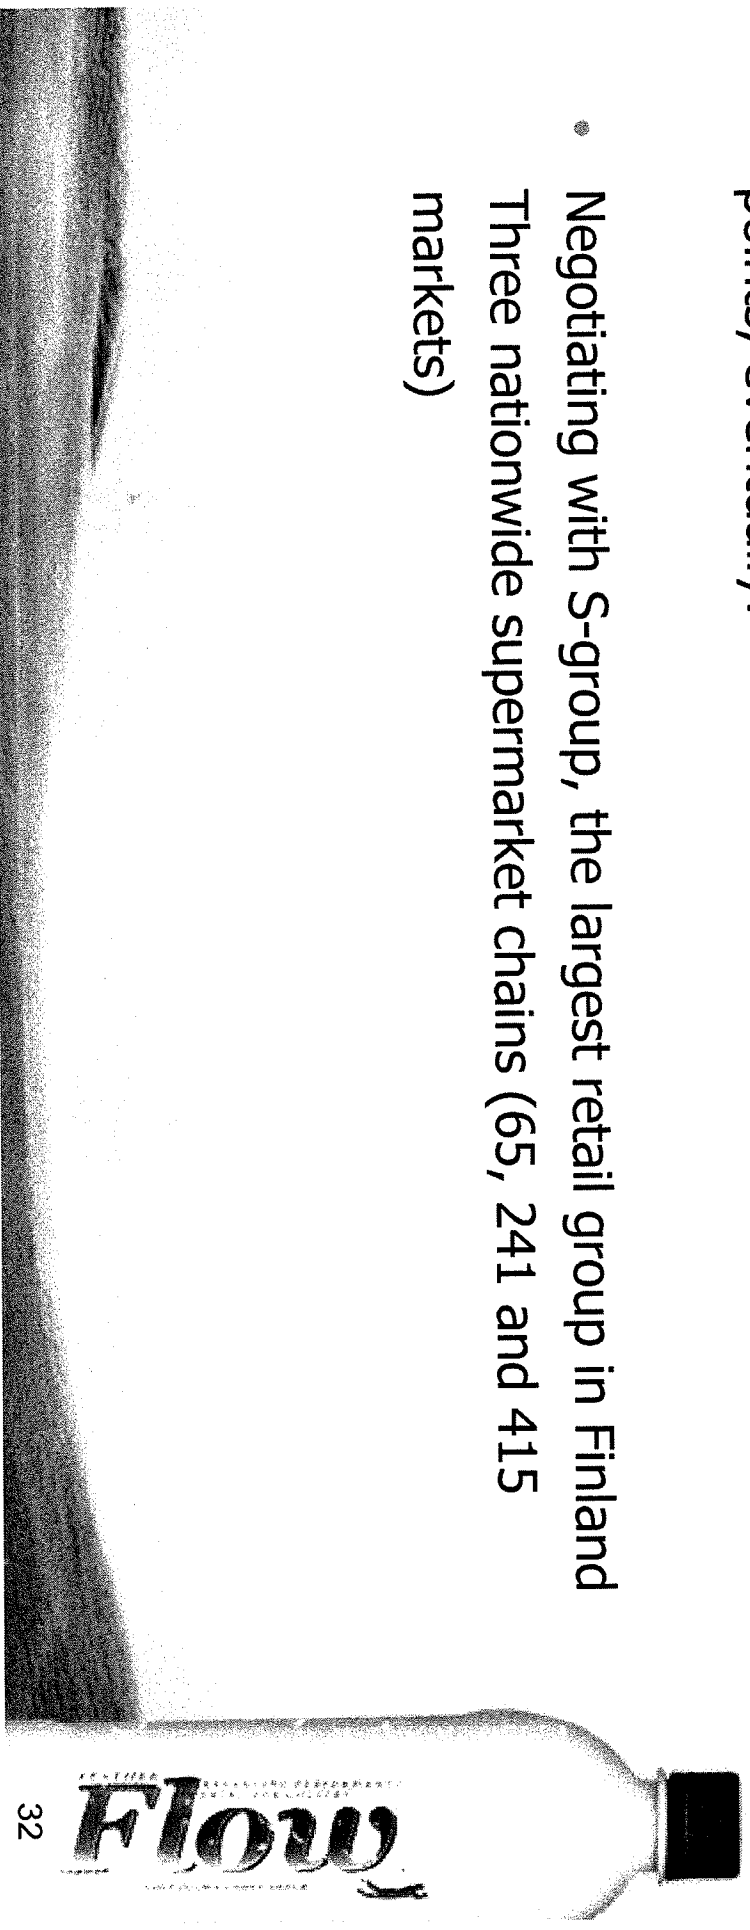 • Negotiating with S-group, the largest retail group in Finland
Three nationwide supermarket chains (65, 241 and 415
markets)
Flow
32